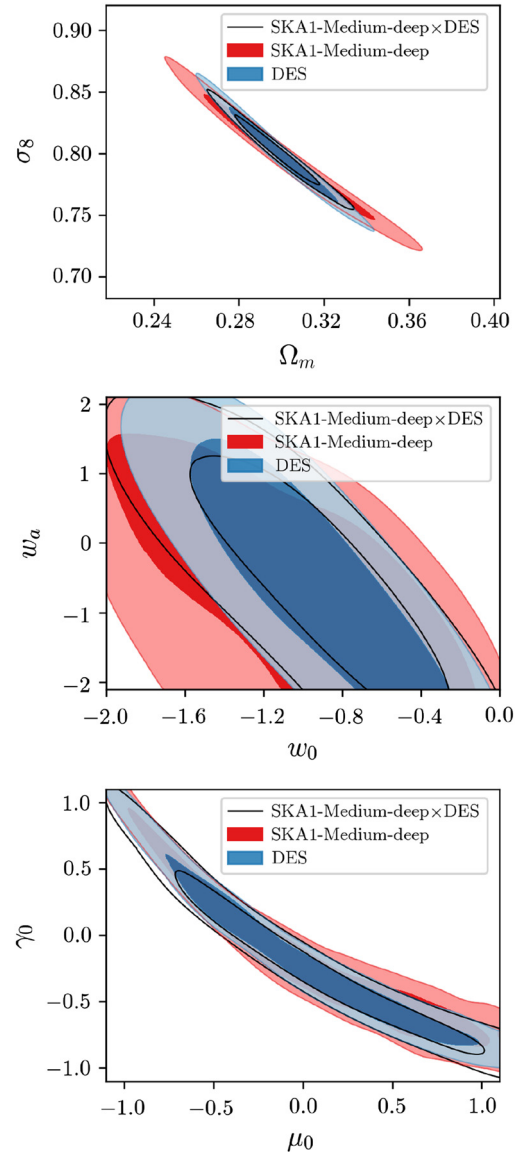 0.90
0.85
σ8
0.80
0.75
0.70
SKA1-Medium-deep×DES
SKA1-Medium-deep
DES
0.24 0.28 0.32 0.36 0.40
Ωm
2
1
wa
0
−1
−2
SKA1-Medium-deep×DES
SKA1-Medium-deep
DES
−2.0 −1.6 −1.2 −0.8 −0.4 0.0
w0
1.0
0.5
γ0
0.0
−0.5
−1.0
SKA1-Medium-deep×DES
SKA1-Medium-deep
DES
−1.0 −0.5 0.0 0.5 1.0
μ0